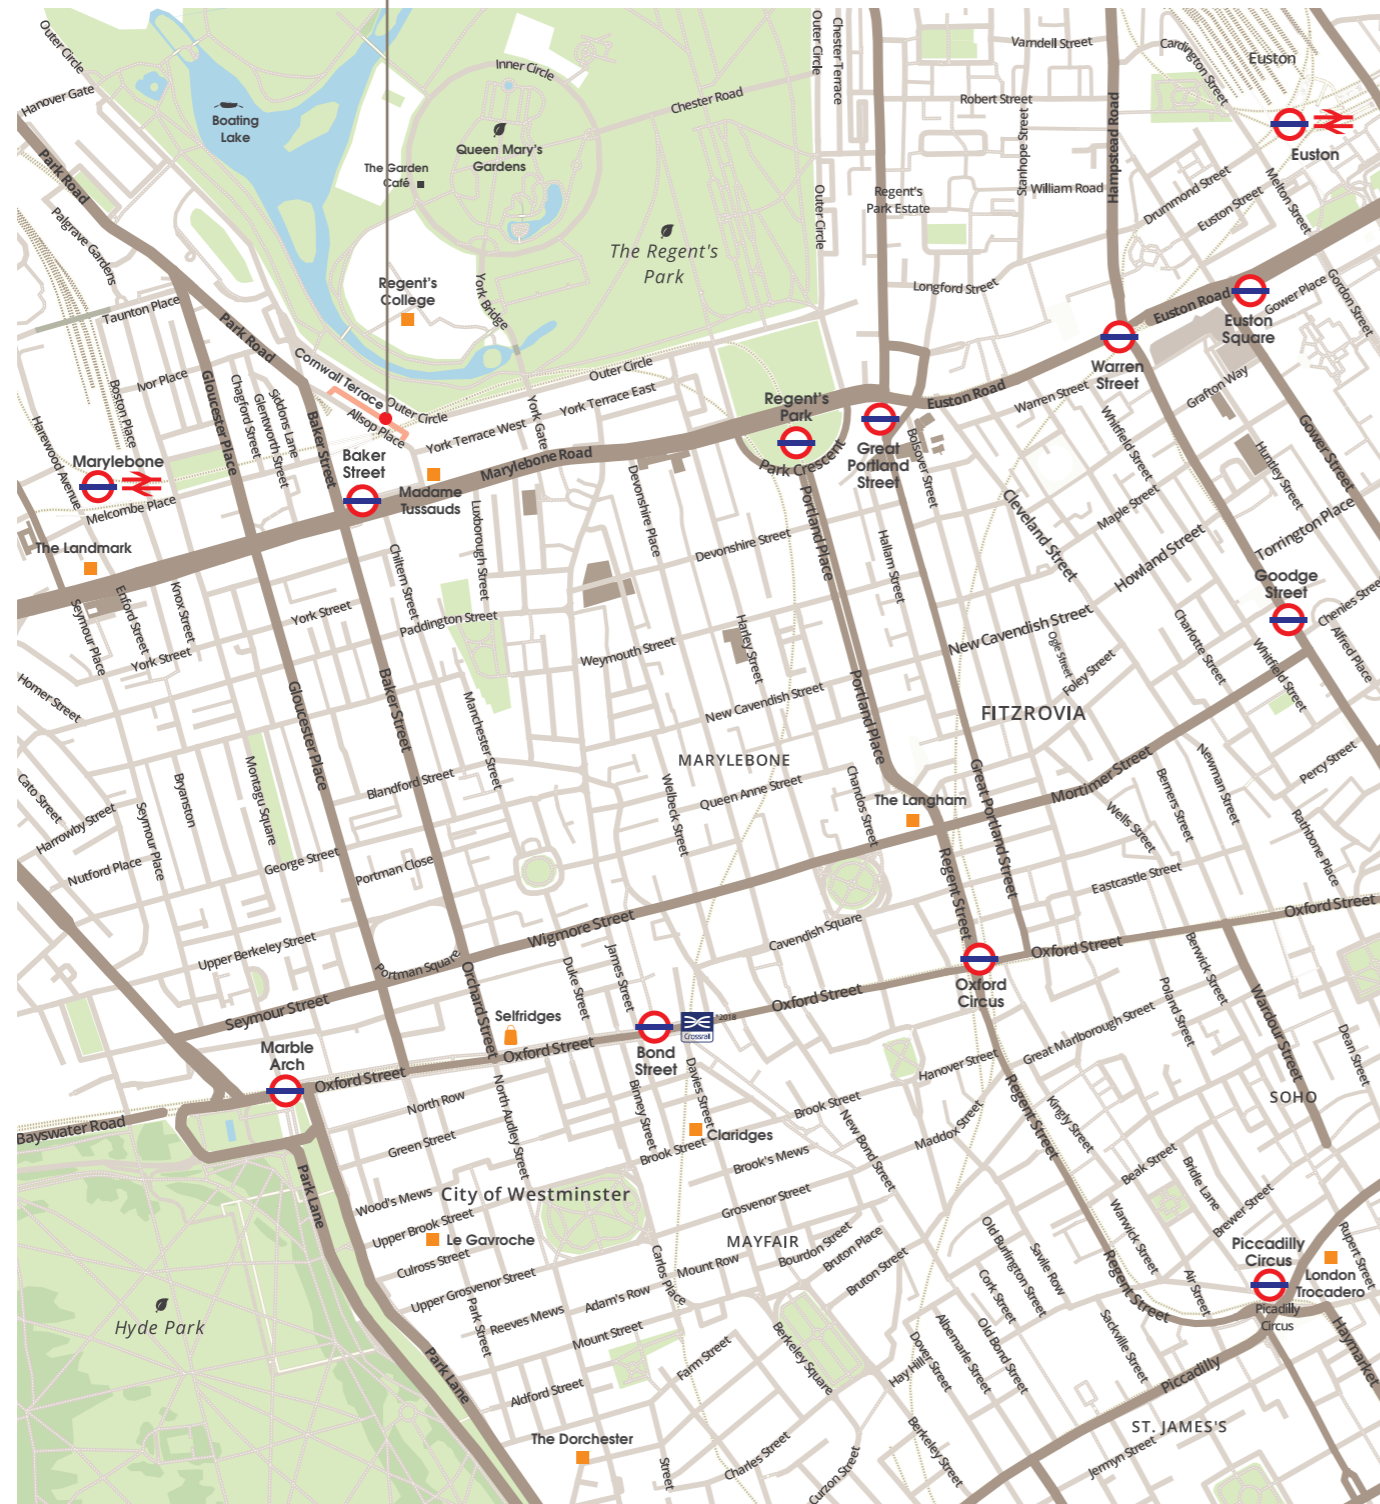 Outer Circle
Hanover Gate
Park Road
Palgrave Gardens
Boating
Lake
Inner Circle
Queen Mary's
Gardens
The Garden
Café
Chester Road
Outer Circle
Chester Terrace
Outer Circle
Varndell Street
Cardington Street
Euston
Robert Street
Stanhope Street
Hampstead Road
William Road
Regent's
Park Estate
Euston
Drummond Street
Euston Street
Melton Street
The Regent's
Park
Regent's
College
York Bridge
Longford Street
Euston Road
Euston
Square
Gower Place
Gordon Street
Taunton Place
Park Road
Cornwall Terrace
Outer Circle
Allsop Place
Outer Circle
York Terrace East
York Terrace West
York Gate
Regent's
Park
Park Crescent
Great
Portland
Street
Bolsover Street
Euston Road
Warren
Street
Warren Street
Grafton Way
Whitfield Street
Gower Street
Huntley Street
Ivor Place
Boston Place
Harewood Avenue
Gloucester Place
Chagford Street
Glentworth Street
Siddons Lane
Baker Street
Baker
Street
Marylebone
Melcombe Place
Madame
Tussauds
Marylebone Road
Luxborough Street
Devonshire Place
Devonshire Street
Portland Place
Hallam Street
Cleveland Street
Maple Street
Howland Street
Torrington Place
Goodge
Street
Chenies Street
Alfred Place
The Landmark
Seymour Place
Enford Street
Knox Street
York Street
York Street
Chiltern Street
Paddington Street
Weymouth Street
Harley Street
New Cavendish Street
New Cavendish Street
Ogle Street
Foley Street
Charlotte Street
Whitfield Street
Homer Street
Gloucester Place
Baker Street
Manchester Street
Portland Place
FITZROVIA
MARYLEBONE
Cato Street
Harrowby Street
Nutford Place
Seymour Place
Bryanston
Montagu Square
George Street
Blandford Street
Portman Close
Welbeck Street
Queen Anne Street
Chandos Street
The Langham
Great Portland Street
Mortimer Street
Wells Street
Berners Street
Newman Street
Percy Street
Rathbone Place
Eastcastle Street
Regent Street
Oxford Street
Upper Berkeley Street
Portman Square
Wigmore Street
Cavendish Square
Oxford Street
Seymour Street
Orchard Street
Duke Street
James Street
Selfridges
Oxford Street
Bond
Street
Crossrail
*2018
Oxford Street
Oxford
Circus
Berwick Street
Poland Street
Wardour Street
Dean Street
Great Marlborough Street
Hanover Street
SOHO
Marble
Arch
Oxford Street
Bayswater Road
North Row
Green Street
North Audley Street
Binney Street
Davies Street
Claridges
Brook Street
Brook Street
Brook's Mews
New Bond Street
Maddox Street
Regent Street
Kingly Street
Beak Street
Bridle Lane
Brewer Street
Warwick Street
Park Lane
Wood's Mews
City of Westminster
Upper Brook Street
Le Gavroche
Culross Street
Upper Grosvenor Street
Grosvenor Street
MAYFAIR
Carlos Place
Mount Row
Bourdon Street
Bruton Place
Bruton Street
Old Burlington Street
Savile Row
Cork Street
Regent Street
Air Street
Piccadilly
Circus
Picadilly
Circus
London
Trocadero
Rupert Street
Haymarket
Hyde Park
Park Lane
Park Street
Reeves Mews
Adam's Row
Mount Street
Aldford Street
Farm Street
Berkeley Square
Hay Hill
Dover Street
Albemarle Street
Old Bond Street
Sackville Street
Piccadilly
ST. JAMES'S
Jermyn Street
The Dorchester
Street
Charles Street
Curzon Street
Berkeley Street